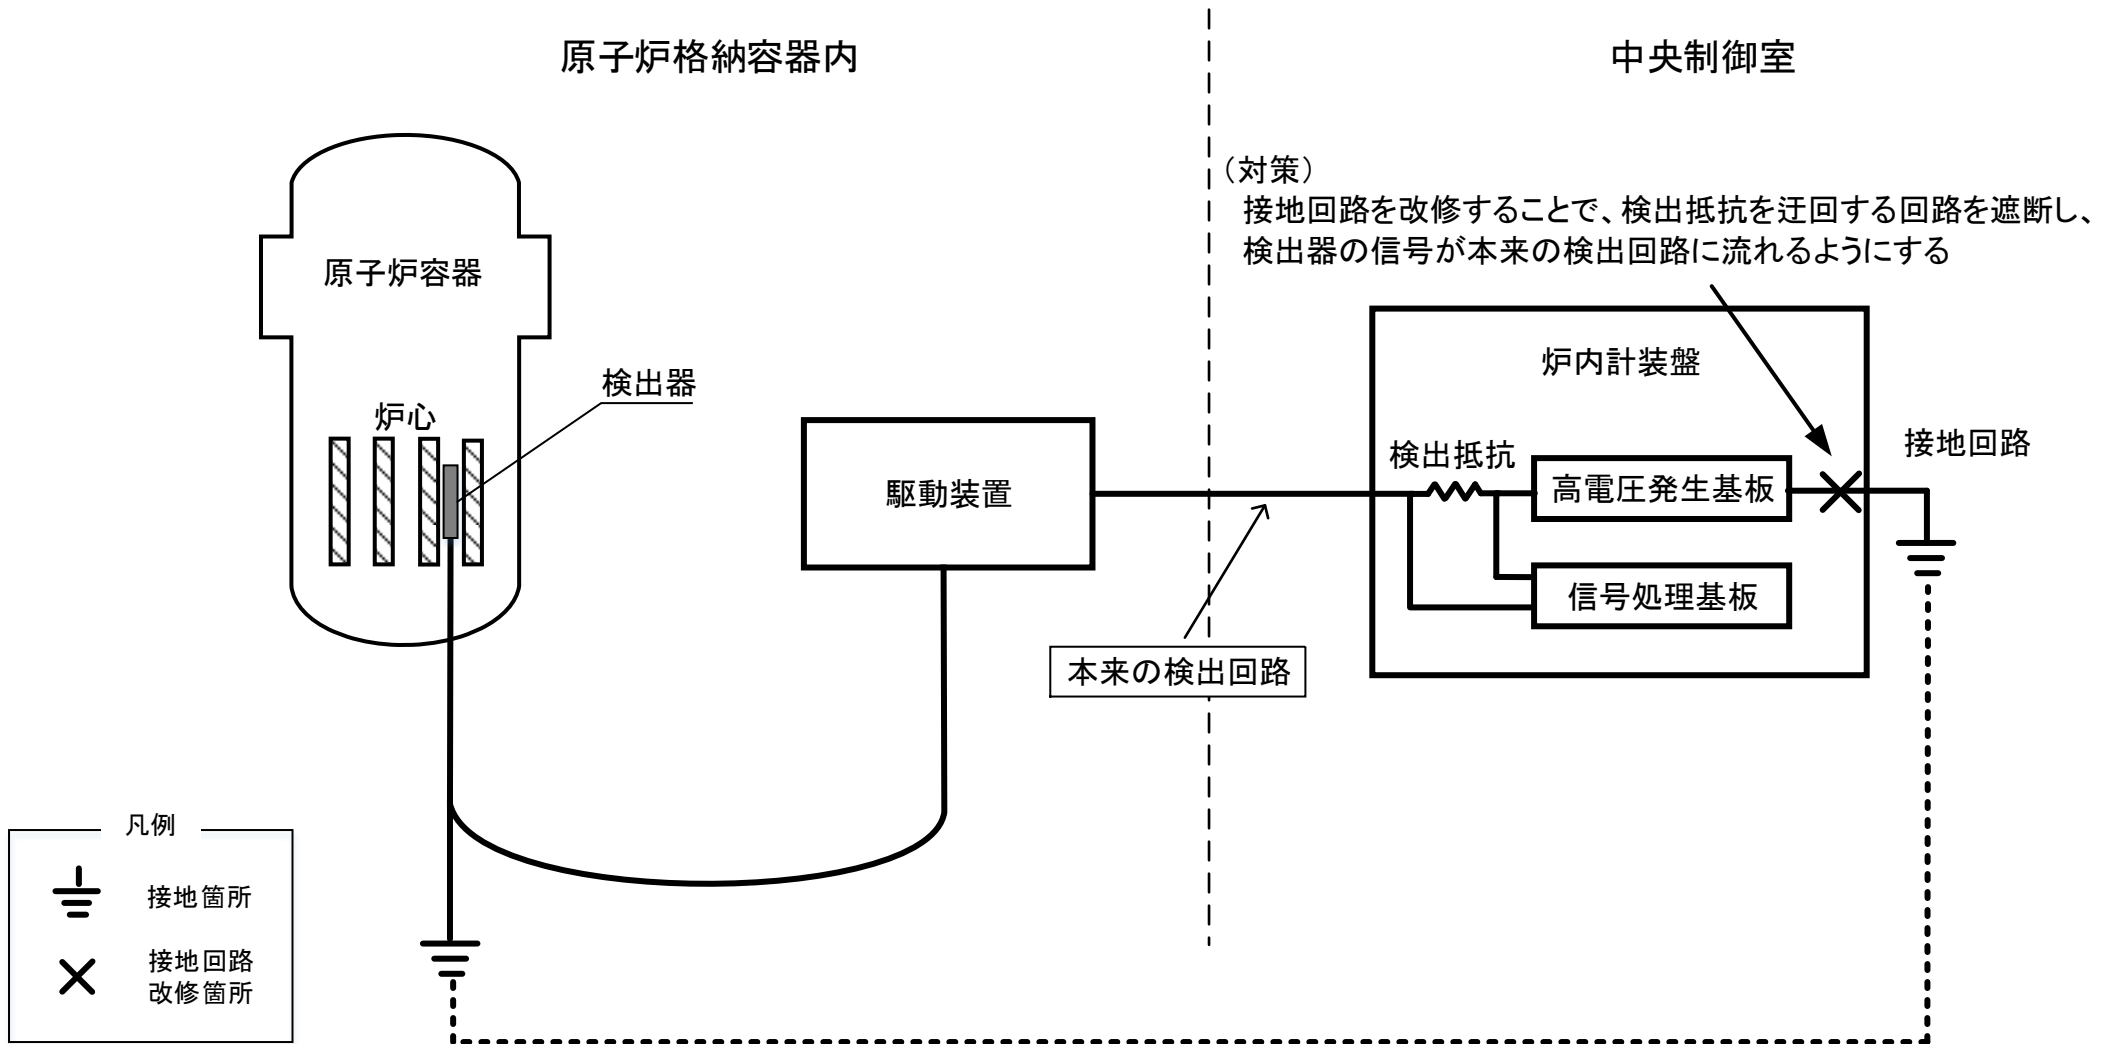 原子炉格納容器内
中央制御室
（対策）
接地回路を改修することで、検出抵抗を迂回する回路を遮断し、
検出器の信号が本来の検出回路に流れるようにする
原子炉容器
炉内計装盤
検出器
炉心
検出抵抗
接地回路
駆動装置
高電圧発生基板
信号処理基板
本来の検出回路
凡例
接地箇所
接地回路
改修箇所